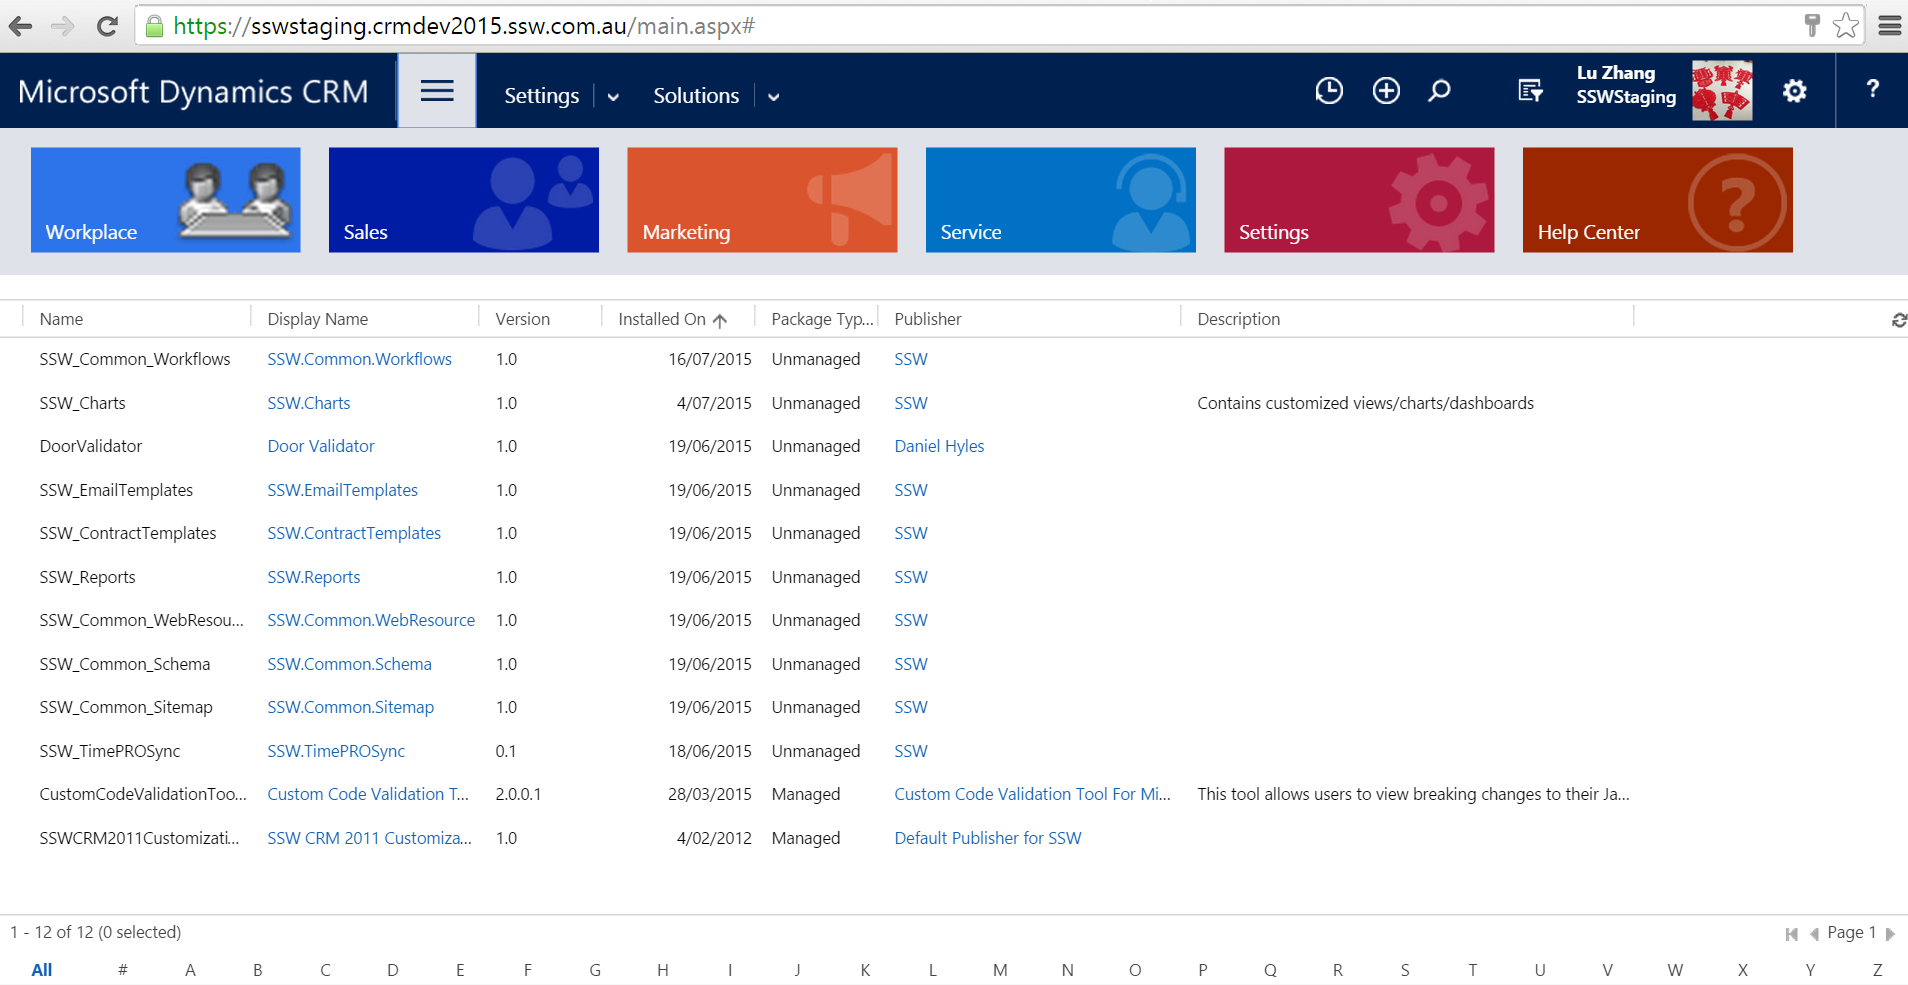 https://sswstaging.crmdev2015.ssw.com.au/main.aspx#
Microsoft Dynamics CRM Settings Solutions Lu Zhang ?
SSWStaging
Workplace Sales Marketing Service Settings Help Center
Name Display Name Version Installed On Package Typ... Publisher Description
SSW_Common_Workflows SSW.Common.Workflows 1.0 16/07/2015 Unmanaged SSW
SSW_Charts SSW.Charts 1.0 4/07/2015 Unmanaged SSW Contains customized views/charts/dashboards
DoorValidator Door Validator 1.0 19/06/2015 Unmanaged Daniel Hyles
SSW_EmailTemplates SSW.EmailTemplates 1.0 19/06/2015 Unmanaged SSW
SSW_ContractTemplates SSW.ContractTemplates 1.0 19/06/2015 Unmanaged SSW
SSW_Reports SSW.Reports 1.0 19/06/2015 Unmanaged SSW
SSW_Common_WebResou... SSW.Common.WebResource 1.0 19/06/2015 Unmanaged SSW
SSW_Common_Schema SSW.Common.Schema 1.0 19/06/2015 Unmanaged SSW
SSW_Common_Sitemap SSW.Common.Sitemap 1.0 19/06/2015 Unmanaged SSW
SSW_TimePROSync SSW.TimePROSync 0.1 18/06/2015 Unmanaged SSW
CustomCodeValidationToo... Custom Code Validation T... 2.0.0.1 28/03/2015 Managed Custom Code Validation Tool For Mi... This tool allows users to view breaking changes to their Ja...
SSWCRM2011Customizati... SSW CRM 2011 Customiza... 1.0 4/02/2012 Managed Default Publisher for SSW
1 - 12 of 12 (0 selected) Page 1
All # A B C D E F G H I J K L M N O P Q R S T U V W X Y Z